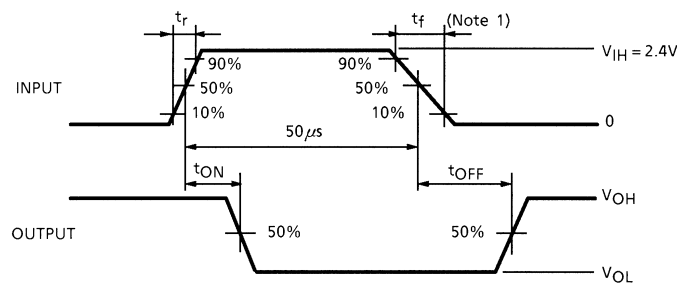 tr
tf (Note 1)
90%
90%
VIH = 2.4V
INPUT
50%
50%
10%
10%
0
50μs
tON
tOFF
VOH
OUTPUT
50%
50%
VOL